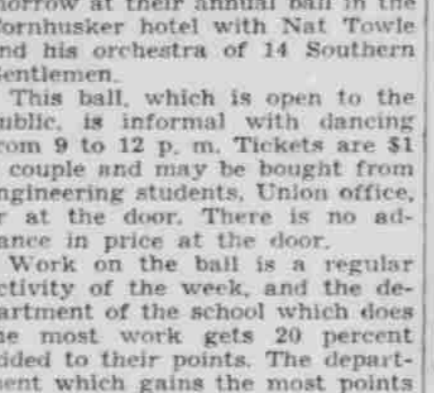 morrow at their annual ball in the
Cornhusker hotel with Nat Towle
and his orchestra of 14 Southern
Gentlemen.
This ball, which is open to the
public, is informal with dancing
from 9 to 12 p. m. Tickets are $1
couple and may be bought from
engineering students, Union office,
or at the door. There is no ad-
vance in price at the door.
Work on the ball is a regular
activity of the week, and the de-
partment of the school which does
the most work gets 20 percent
added to their points. The depart-
ment which gains the most points